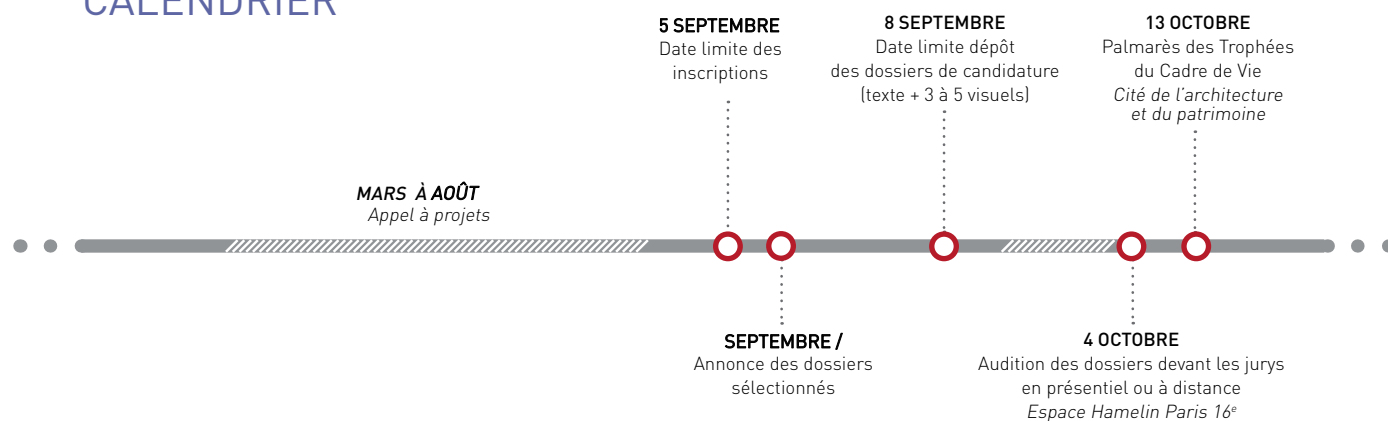 CALENDRIER
5 SEPTEMBRE
Date limite des
inscriptions
8 SEPTEMBRE
Date limite dépôt
des dossiers de candidature
(texte + 3 à 5 visuels)
13 OCTOBRE
Palmarès des Trophées
du Cadre de Vie
Cité de l'architecture
et du patrimoine
MARS À AOÛT
Appel à projets
SEPTEMBRE /
Annonce des dossiers
sélectionnés
4 OCTOBRE
Audition des dossiers devant les jurys
en présentiel ou à distance
Espace Hamelin Paris 16e